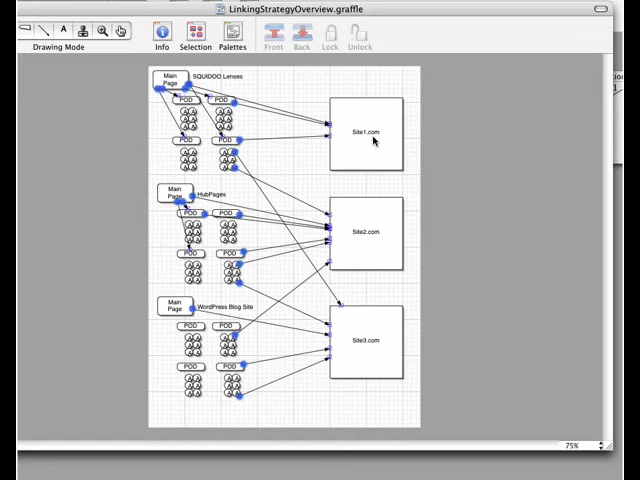 LinkingStrategyOverview.graffle
A
Drawing Mode
Info
Selection
Palettes
Front
Back
Lock
Unlock
Main
Page
SQUIDOO Lenses
POD
POD
POD
POD
Site1.com
Main
Page
HubPages
POD
POD
POD
POD
Site2.com
Main
Page
WordPress Blog Site
POD
POD
POD
POD
Site3.com
75%